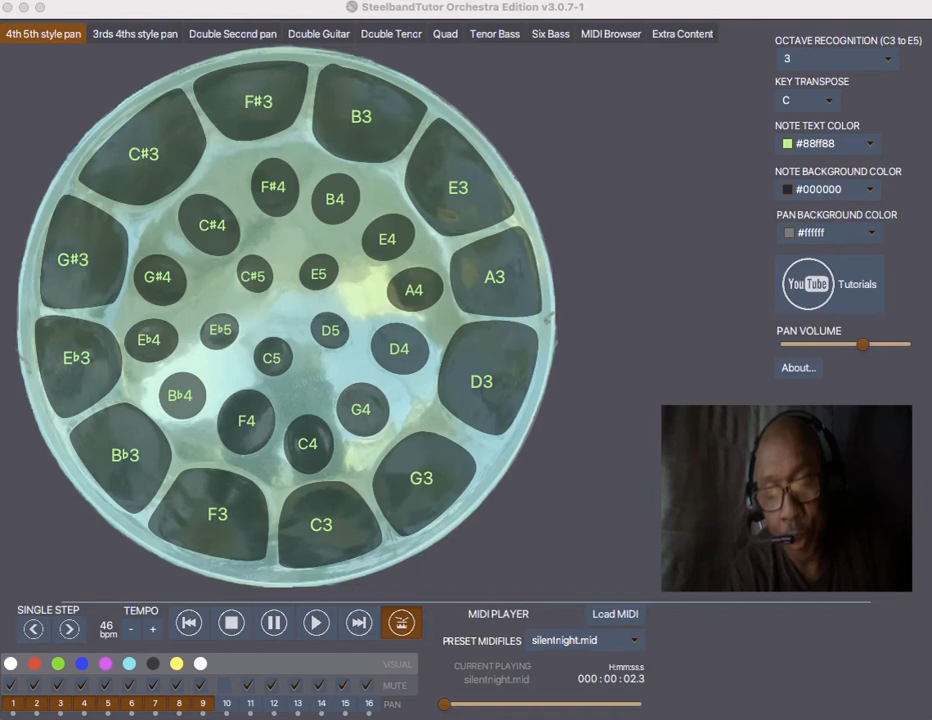 SteelbandTutor Orchestra Edition v3.0.7-1
4th 5th style pan 3rds 4ths style pan Double Second pan Double Guitar Double Tenor Quad Tenor Bass Six Bass MIDI Browser Extra Content
OCTAVE RECOGNITION (C3 to E5)
3
KEY TRANSPOSE
C
NOTE TEXT COLOR
#88ff88
NOTE BACKGROUND COLOR
#000000
PAN BACKGROUND COLOR
#ffffff
YouTube Tutorials
PAN VOLUME
About...
F#3
B3
C#3
E3
F#4
B4
C#4
E4
G#3
G#4
C#5
E5
A4
A3
Eb3
Eb4
Eb5
D5
D4
D3
C5
Bb4
F4
G4
C4
Bb3
G3
F3
C3
SINGLE STEP TEMPO
46
bpm
- +
MIDI PLAYER Load MIDI
PRESET MIDIFILES silentnight.mid
CURRENT PLAYING H:mm:ss.s
silentnight.mid 000 : 00 : 02.3
VISUAL
MUTE
1 2 3 4 5 6 7 8 9 10 11 12 13 14 15 16 PAN